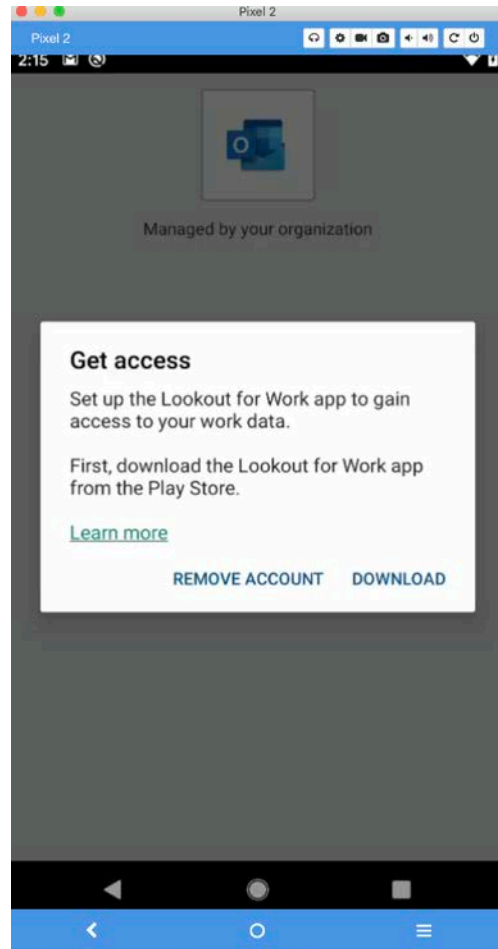 Pixel 2
Pixel 2
2:15
Managed by your organization
Get access
Set up the Lookout for Work app to gain
access to your work data.
First, download the Lookout for Work app
from the Play Store.
Learn more
REMOVE ACCOUNT DOWNLOAD